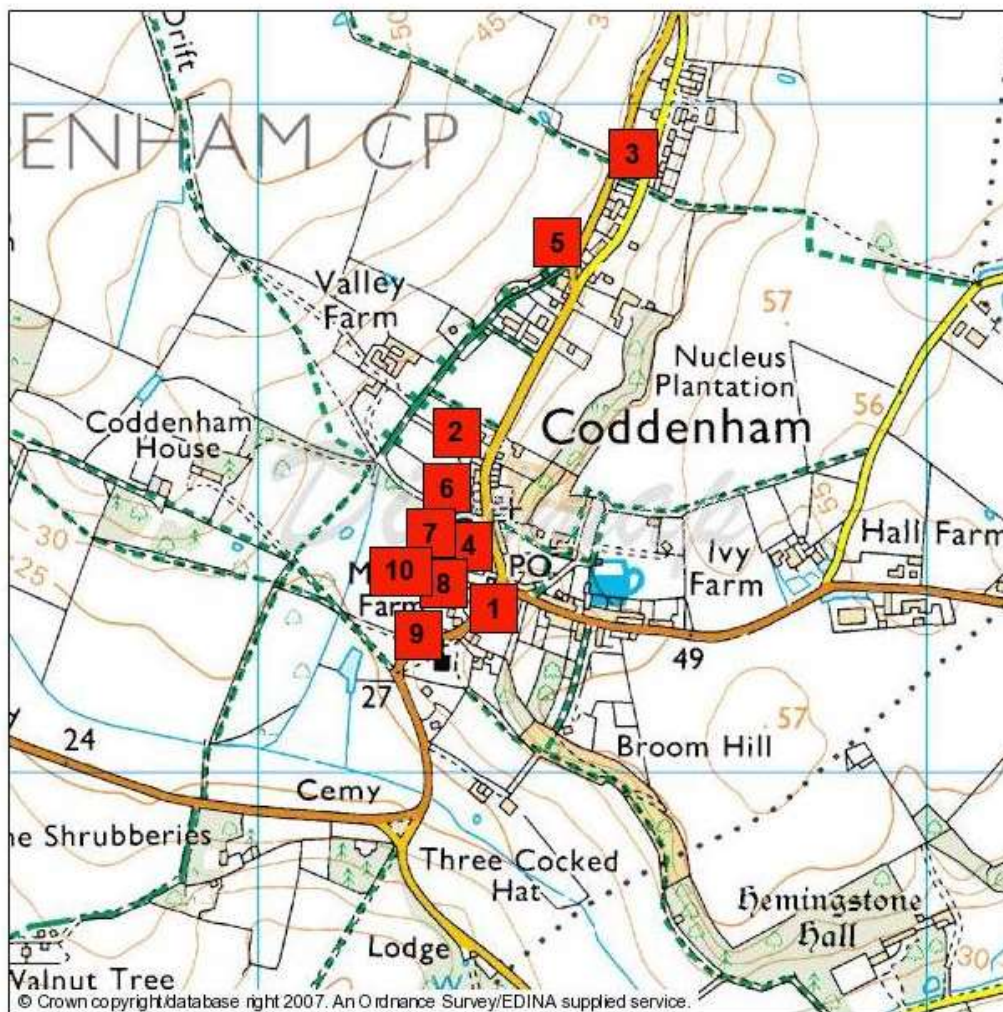 Drift
50
45
ENHAM CP
3
5
Valley
Farm
57
Nucleus
Plantation
56
Coddenham
Coddenham
House
2
6
55
7
4
Hall Farm
30
25
10
8
PO
Ivy
Farm
Farm
1
9
49
27
57
24
Broom Hill
Cemy
ne Shrubberies
Three Cocked
Hat
Hemingstone
Hall
Lodge
30
Walnut Tree
© Crown copyright/database right 2007. An Ordnance Survey/EDINA supplied service.